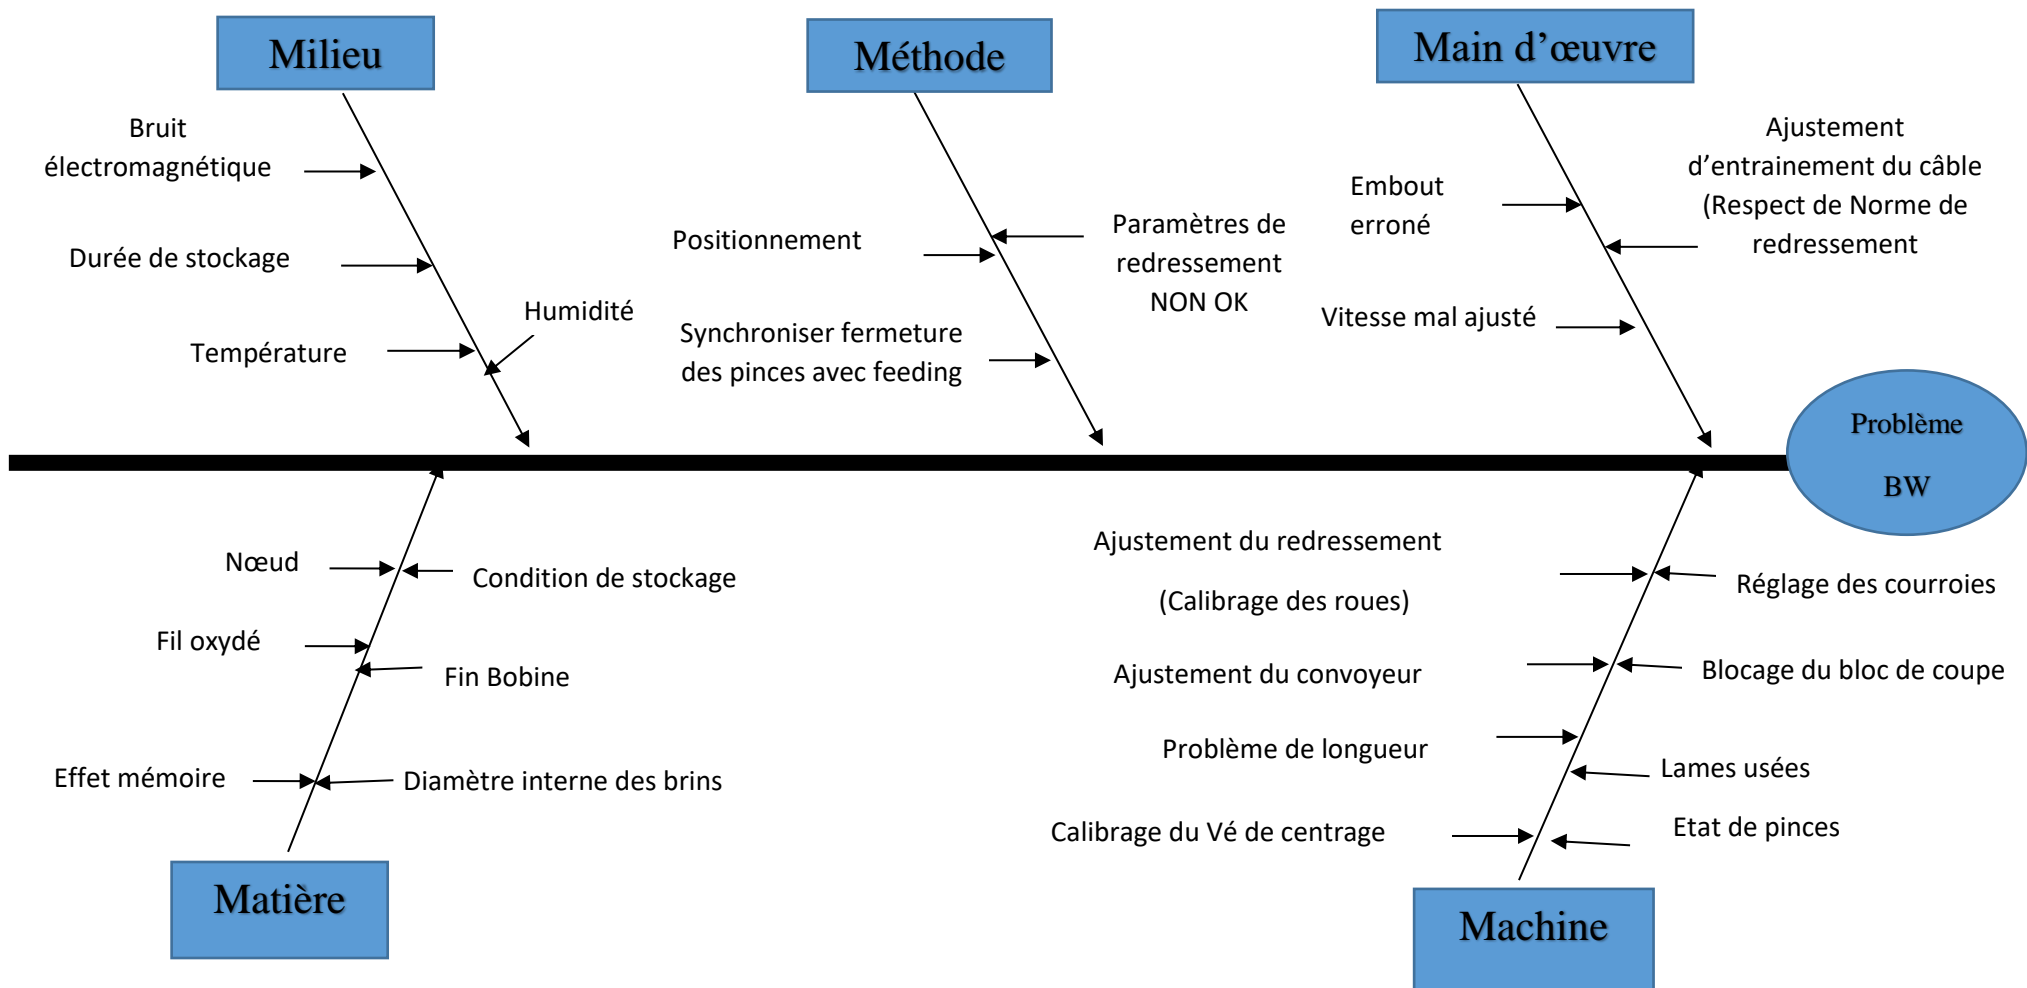 Milieu
Méthode
Main d’œuvre
Bruit
électromagnétique
Durée de stockage
Température
Humidité
Positionnement
Paramètres de
redressement
NON OK
Synchroniser fermeture
des pinces avec feeding
Embout
erroné
Ajustement
d’entrainement du câble
(Respect de Norme de
redressement
Vitesse mal ajusté
Problème
BW
Nœud
Condition de stockage
Fil oxydé
Fin Bobine
Effet mémoire
Diamètre interne des brins
Ajustement du redressement
(Calibrage des roues)
Réglage des courroies
Ajustement du convoyeur
Blocage du bloc de coupe
Problème de longueur
Lames usées
Calibrage du Vé de centrage
Etat de pinces
Matière
Machine